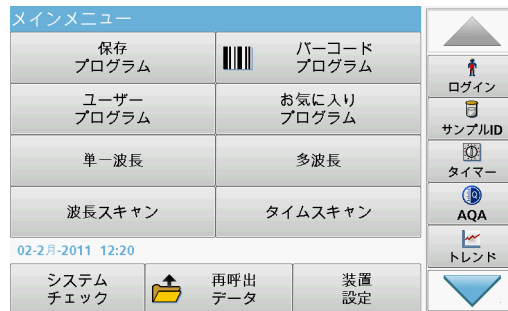 メインメニュー
保存
プログラム
バーコード
プログラム
ユーザー
プログラム
お気に入り
プログラム
単一波長
多波長
波長スキャン
タイムスキャン
02-2月-2011 12:20
システム
チェック
再呼出
データ
装置
設定
ログイン
サンプルID
タイマー
AQA
トレンド